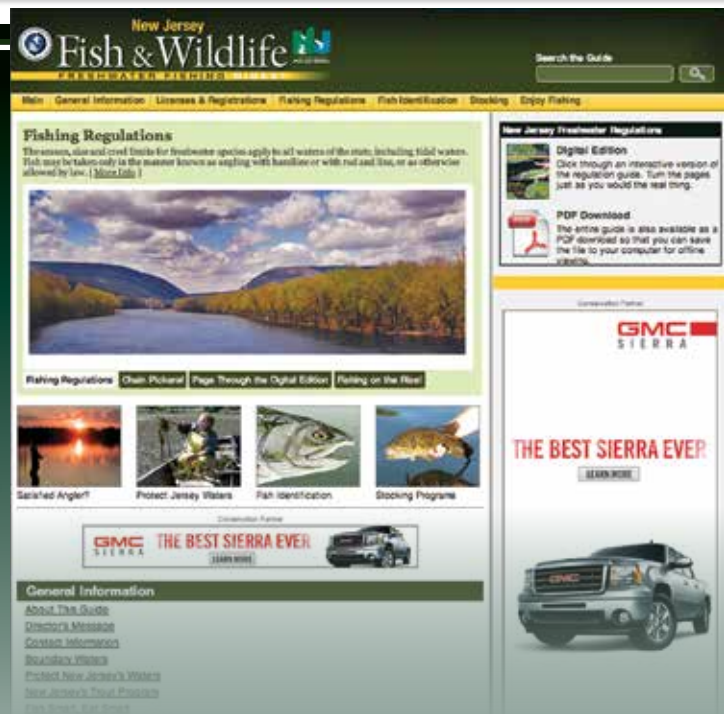 New Jersey
Fish & Wildlife
FRESHWATER FISHING DIGEST
Search the Guide
Main General Information Licenses & Registrations Fishing Regulations Fish Identification Stocking Enjoy Fishing
Fishing Regulations
The season, size and creel limits for freshwater species apply to all waters of the state, including tidal waters.
Fish may be taken only in the manner known as angling with handline or with rod and line, or as otherwise
allowed by law. [ More Info ]
Fishing Regulations Chain Pickerel Page Through the Digital Edition Fishing on the Rise!
Satisfied Angler?
Protect Jersey Waters
Fish Identification
Stocking Programs
Conservation Partner
GMC
SIERRA
THE BEST SIERRA EVER
LEARN MORE
General Information
About This Guide
Director's Message
Contact Information
Boundary Waters
Protect New Jersey's Waters
New Jersey's Trout Program
Fish Smart, Eat Smart
New Jersey Freshwater Regulations
Digital Edition
Click through an interactive version of
the regulation guide. Turn the pages
just as you would the real thing.
PDF Download
The entire guide is also available as a
PDF download so that you can save
the file to your computer for offline
viewing.
Conservation Partner
GMC
SIERRA
THE BEST SIERRA EVER
LEARN MORE
GMC